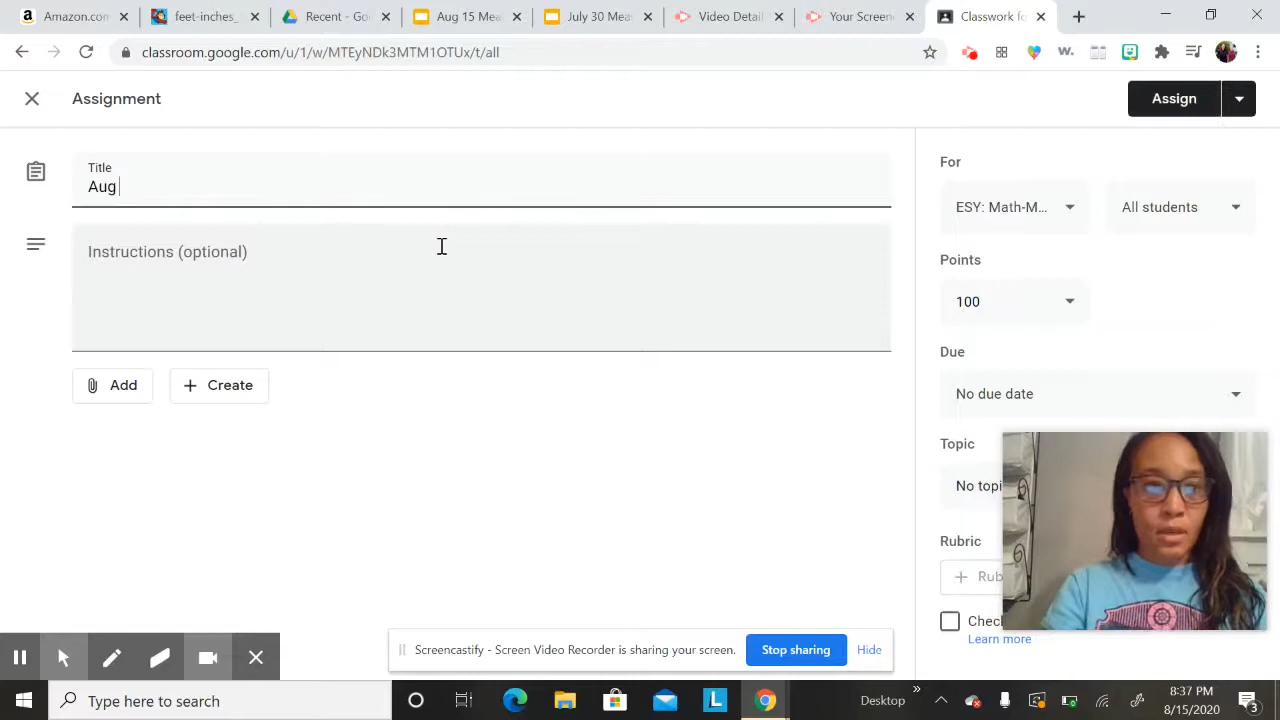 Amazon.com
feet-inches_
Recent - Go
Aug 15 Mea
July 30 Mea
Video Detail
Your Screen
Classwork fo
classroom.google.com/u/1/w/MTEyNDk3MTM1OTUx/t/all
Assignment
Assign
Title
Aug
Instructions (optional)
Add
Create
For
ESY: Math-M...
All students
Points
100
Due
No due date
Topic
No topi
Rubric
Rub
Chec
Learn more
Screencastify - Screen Video Recorder is sharing your screen.
Stop sharing
Hide
Type here to search
Desktop
8:37 PM
8/15/2020
3